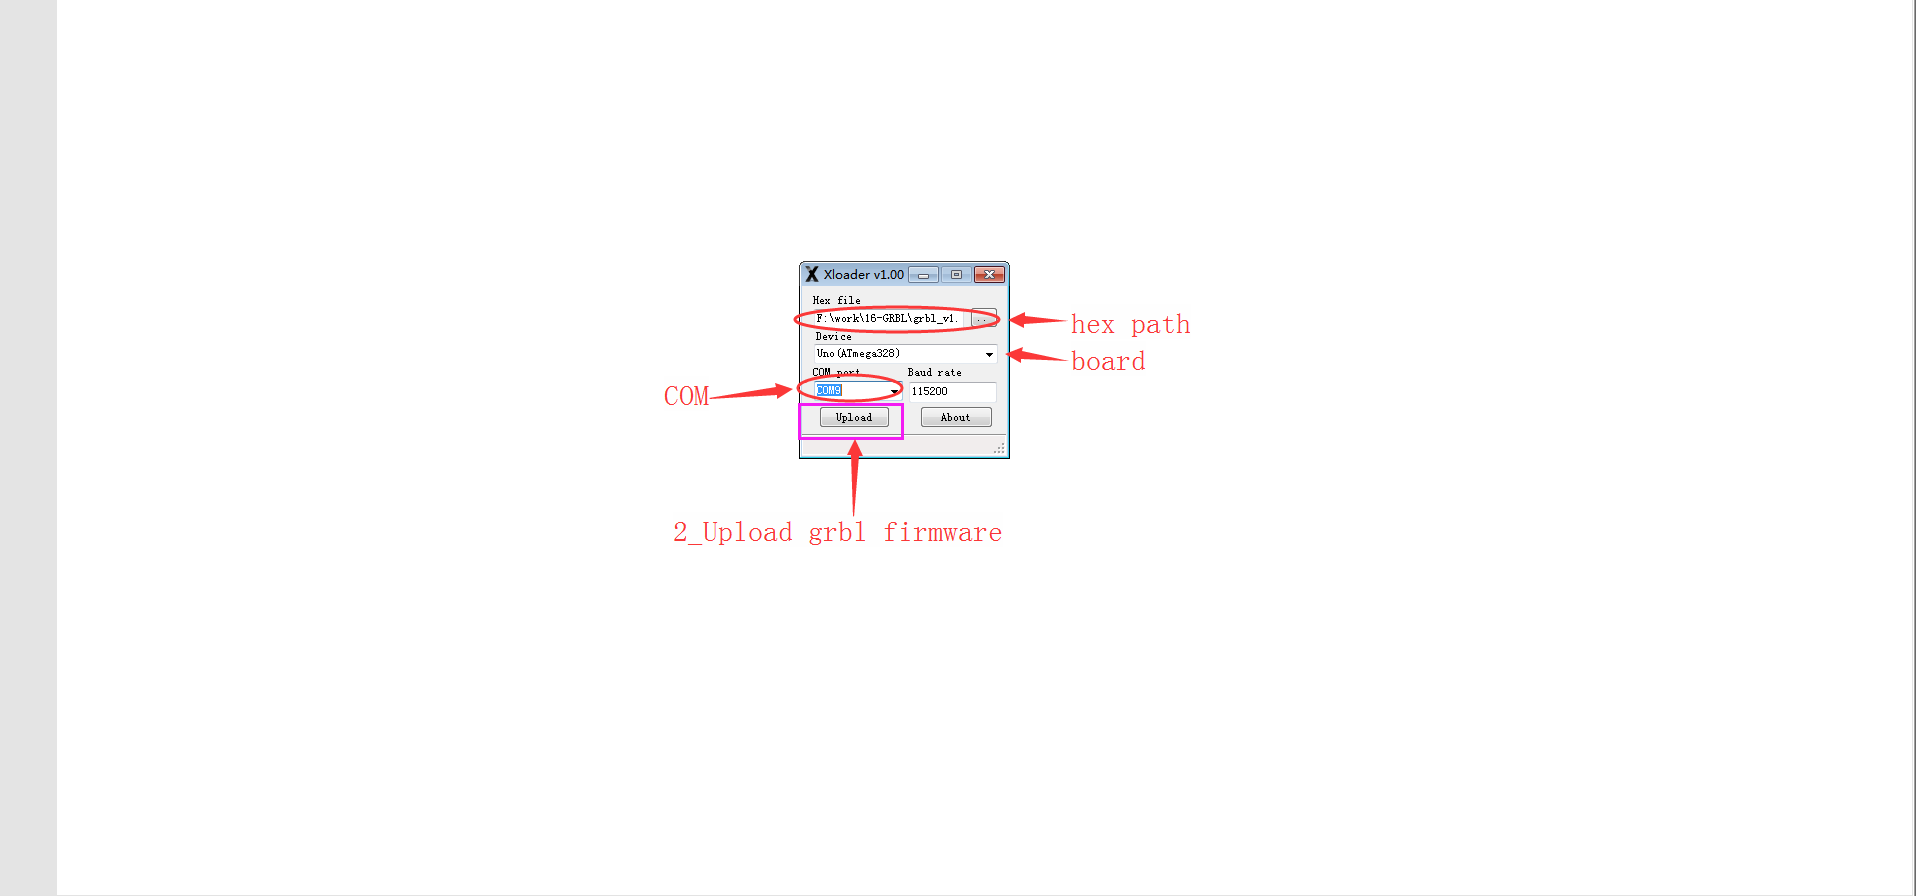 Xloader v1.00
Hex file
F:\work\16-GRBL\grbl_v1.
..
hex path
Device
Uno(ATmega328)
board
COM port
Baud rate
COM
COM9
115200
Upload
About
2_Upload grbl firmware